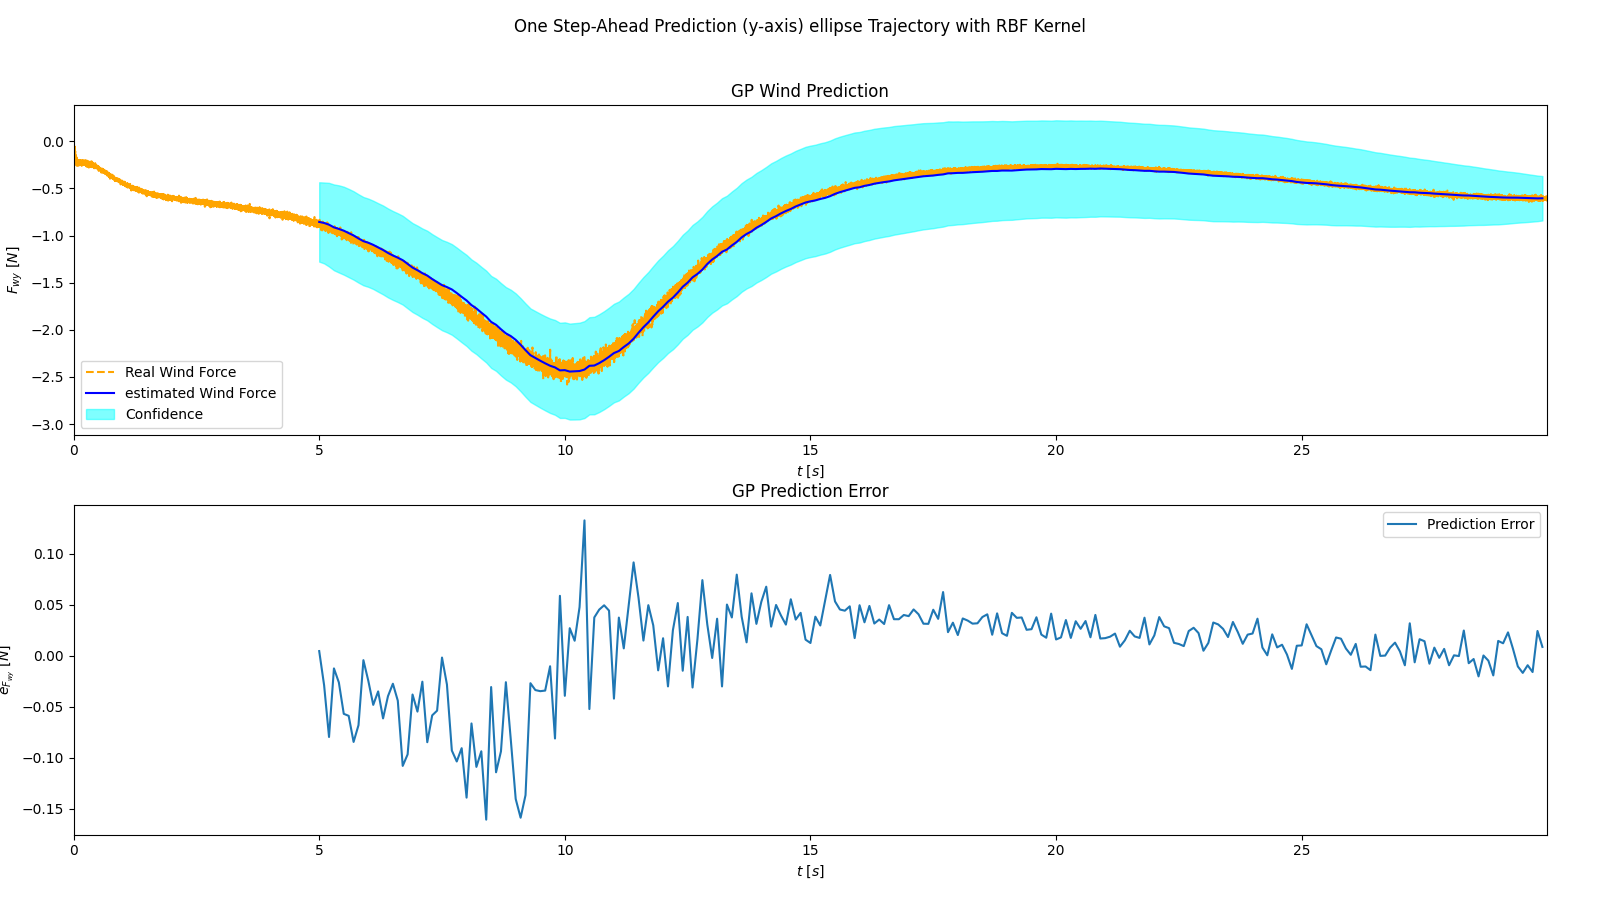 One Step-Ahead Prediction (y-axis) ellipse Trajectory with RBF Kernel
GP Wind Prediction
0.0
−0.5
−1.0
−1.5
−2.0
−2.5
−3.0
F_wy [N]
Real Wind Force
estimated Wind Force
Confidence
0 5 10 15 20 25
t [s]
GP Prediction Error
Prediction Error
0.10
0.05
0.00
−0.05
−0.10
−0.15
e_F_wy [N]
0 5 10 15 20 25
t [s]